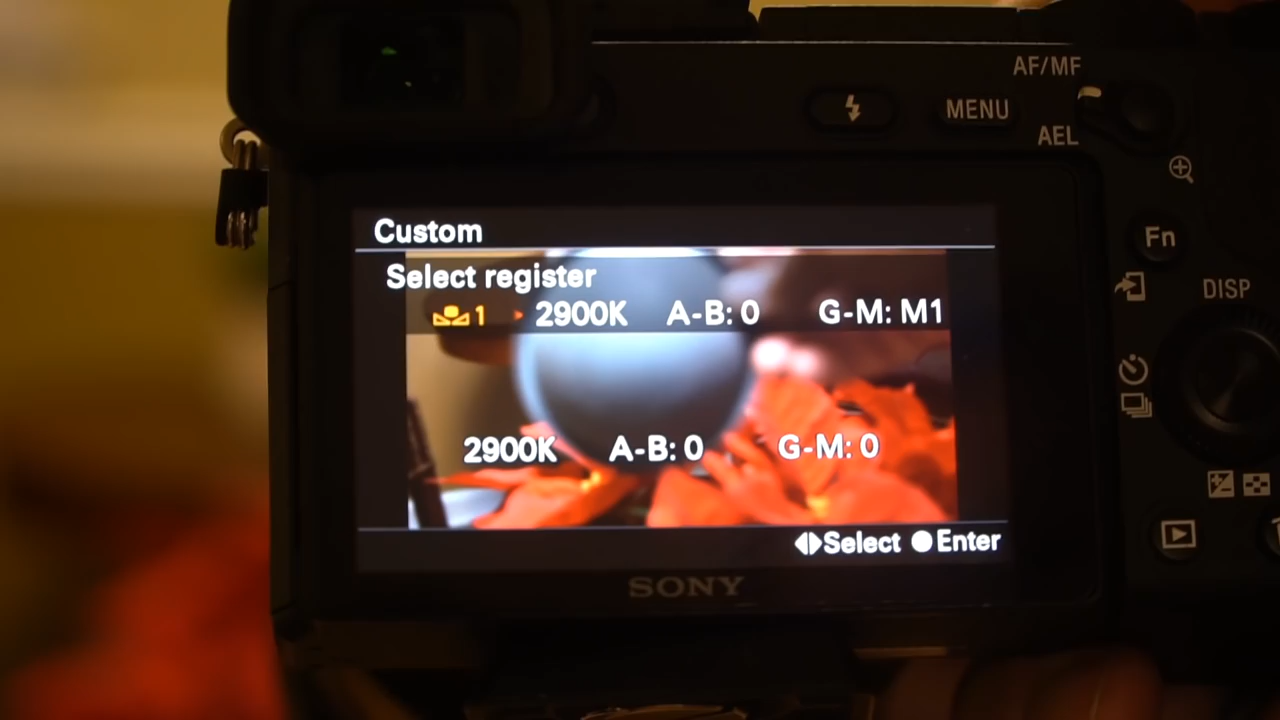 AF/MF
MENU
AEL
Fn
DISP
Custom
Select register
1 2900K A-B: 0 G-M: M1
2900K A-B: 0 G-M: 0
Select Enter
SONY